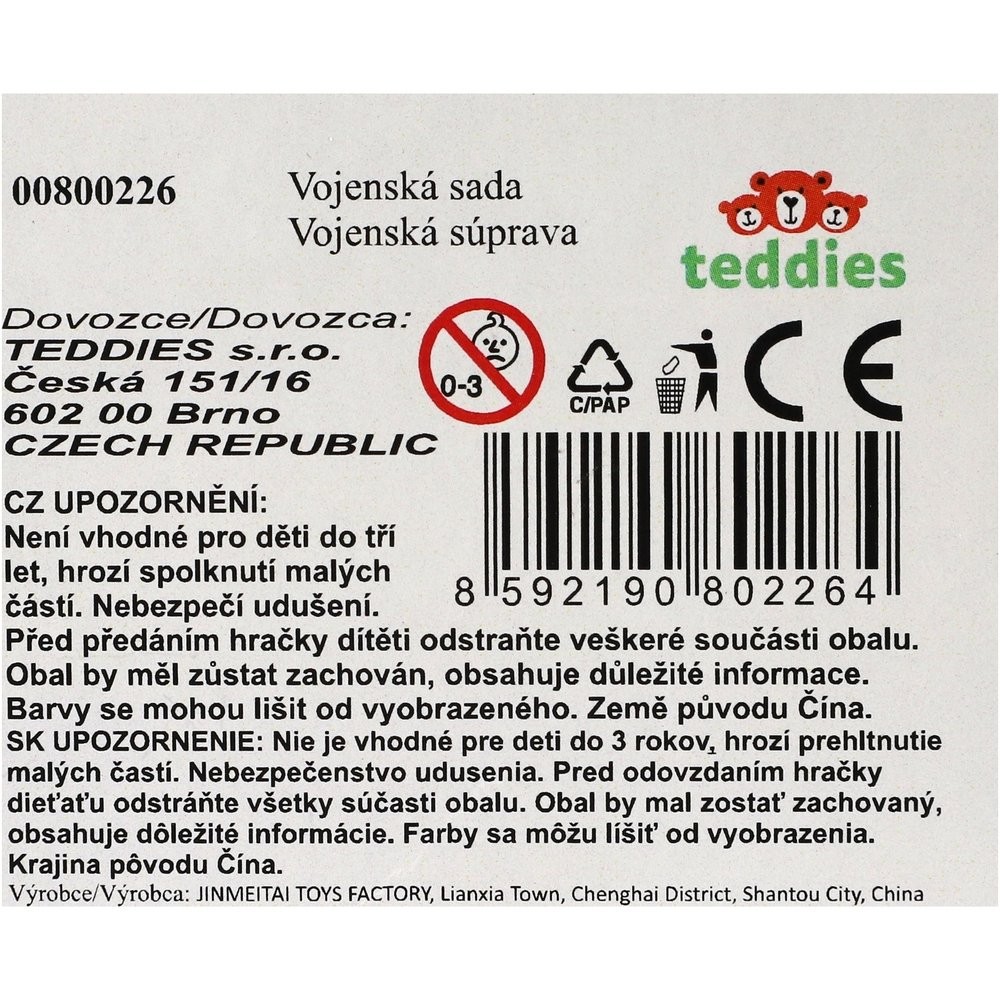 00800226
Vojenská sada
Vojenská súprava
teddies
Dovozce/Dovozca:
TEDDIES s.r.o.
Česká 151/16
602 00 Brno
CZECH REPUBLIC
0-3
C/PAP
CE
8 592190 802264
CZ UPOZORNĚNÍ:
Není vhodné pro děti do tří
let, hrozí spolknutí malých
částí. Nebezpečí udušení.
Před předáním hračky dítěti odstraňte veškeré součásti obalu.
Obal by měl zůstat zachován, obsahuje důležité informace.
Barvy se mohou lišit od vyobrazeného. Země původu Čína.
SK UPOZORNENIE: Nie je vhodné pre deti do 3 rokov, hrozí prehltnutie
malých častí. Nebezpečenstvo udusenia. Pred odovzdaním hračky
dieťaťu odstráňte všetky súčasti obalu. Obal by mal zostať zachovaný,
obsahuje dôležité informácie. Farby sa môžu líšiť od vyobrazenia.
Krajina pôvodu Čína.
Výrobce/Výrobca: JINMEITAI TOYS FACTORY, Lianxia Town, Chenghai District, Shantou City, China